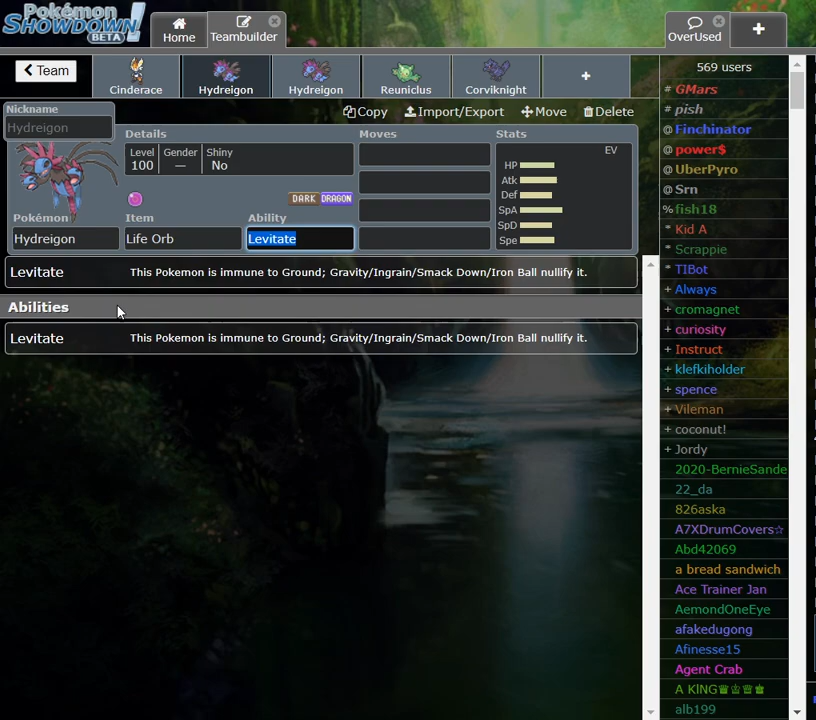 Pokémon
SHOWDOWN!
BETA
Home
Teambuilder
OverUsed
+
< Team
Cinderace
Hydreigon
Hydreigon
Reuniclus
Corviknight
+
Nickname
Hydreigon
Copy
Import/Export
Move
Delete
Details
Level
100
Gender
—
Shiny
No
DARK DRAGON
Pokémon
Hydreigon
Item
Life Orb
Ability
Levitate
Moves
Stats
EV
HP
Atk
Def
SpA
SpD
Spe
Levitate This Pokemon is immune to Ground; Gravity/Ingrain/Smack Down/Iron Ball nullify it.
Abilities
Levitate This Pokemon is immune to Ground; Gravity/Ingrain/Smack Down/Iron Ball nullify it.
569 users
# GMars
# pish
@ Finchinator
@ power$
@ UberPyro
@ Srn
% fish18
* Kid A
* Scrappie
* TIBot
+ Always
+ cromagnet
+ curiosity
+ Instruct
+ klefkiholder
+ spence
+ Vileman
+ coconut!
+ Jordy
2020-BernieSande
22_da
826aska
A7XDrumCovers☆
Abd42069
a bread sandwich
Ace Trainer Jan
AemondOneEye
afakedugong
Afinesse15
Agent Crab
A KING♛♔♕♚
alb199